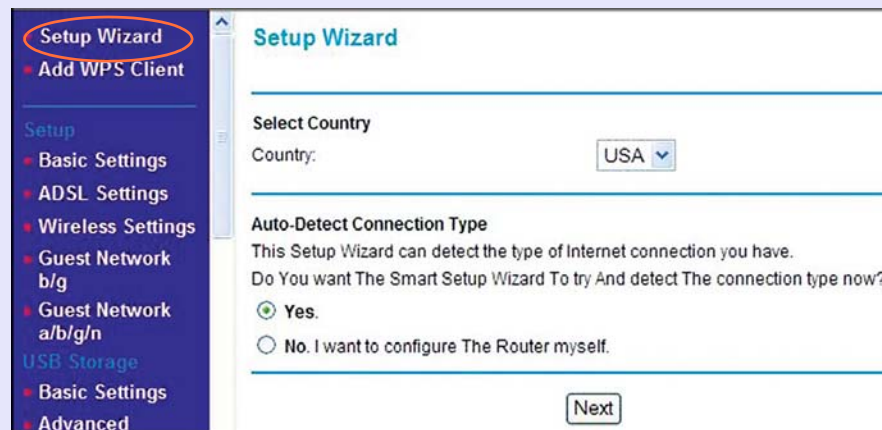 Setup Wizard
Add WPS Client
Setup
Basic Settings
ADSL Settings
Wireless Settings
Guest Network
b/g
Guest Network
a/b/g/n
USB Storage
Basic Settings
Advanced
Setup Wizard
Select Country
Country:
USA
Auto-Detect Connection Type
This Setup Wizard can detect the type of Internet connection you have.
Do You want The Smart Setup Wizard To try And detect The connection type now?
Yes.
No. I want to configure The Router myself.
Next